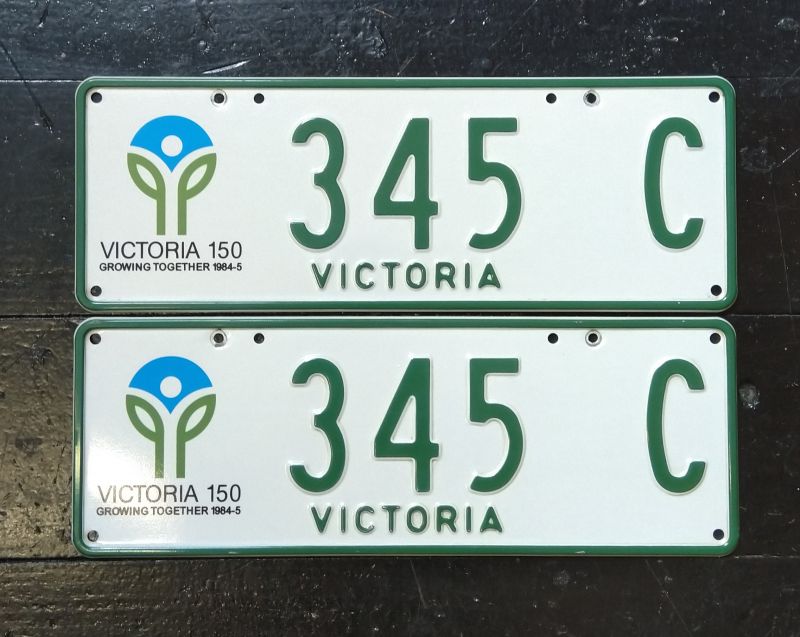 345 C
VICTORIA 150
GROWING TOGETHER 1984-5
VICTORIA
345 C
VICTORIA 150
GROWING TOGETHER 1984-5
VICTORIA